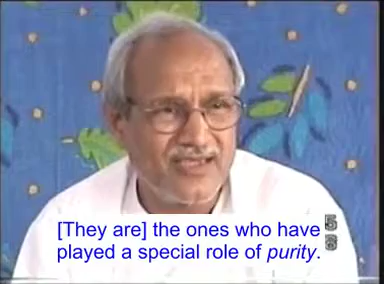 [They are] the ones who have
played a special role of purity.